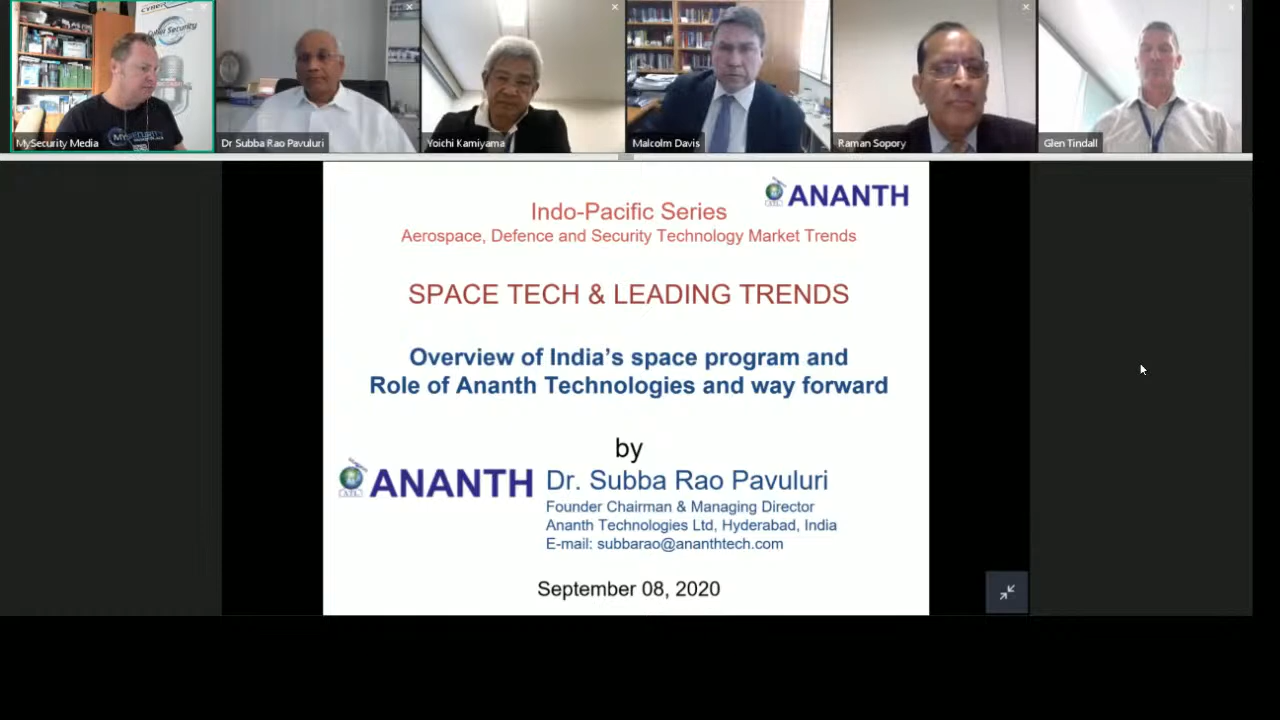 MySecurity Media
Dr Subba Rao Pavuluri
Yoichi Kamiyama
Malcolm Davis
Raman Sopory
Glen Tindall
ANANTH
Indo-Pacific Series
Aerospace, Defence and Security Technology Market Trends
SPACE TECH & LEADING TRENDS
Overview of India's space program and
Role of Ananth Technologies and way forward
by
ANANTH
Dr. Subba Rao Pavuluri
Founder Chairman & Managing Director
Ananth Technologies Ltd, Hyderabad, India
E-mail: subbarao@ananthtech.com
September 08, 2020